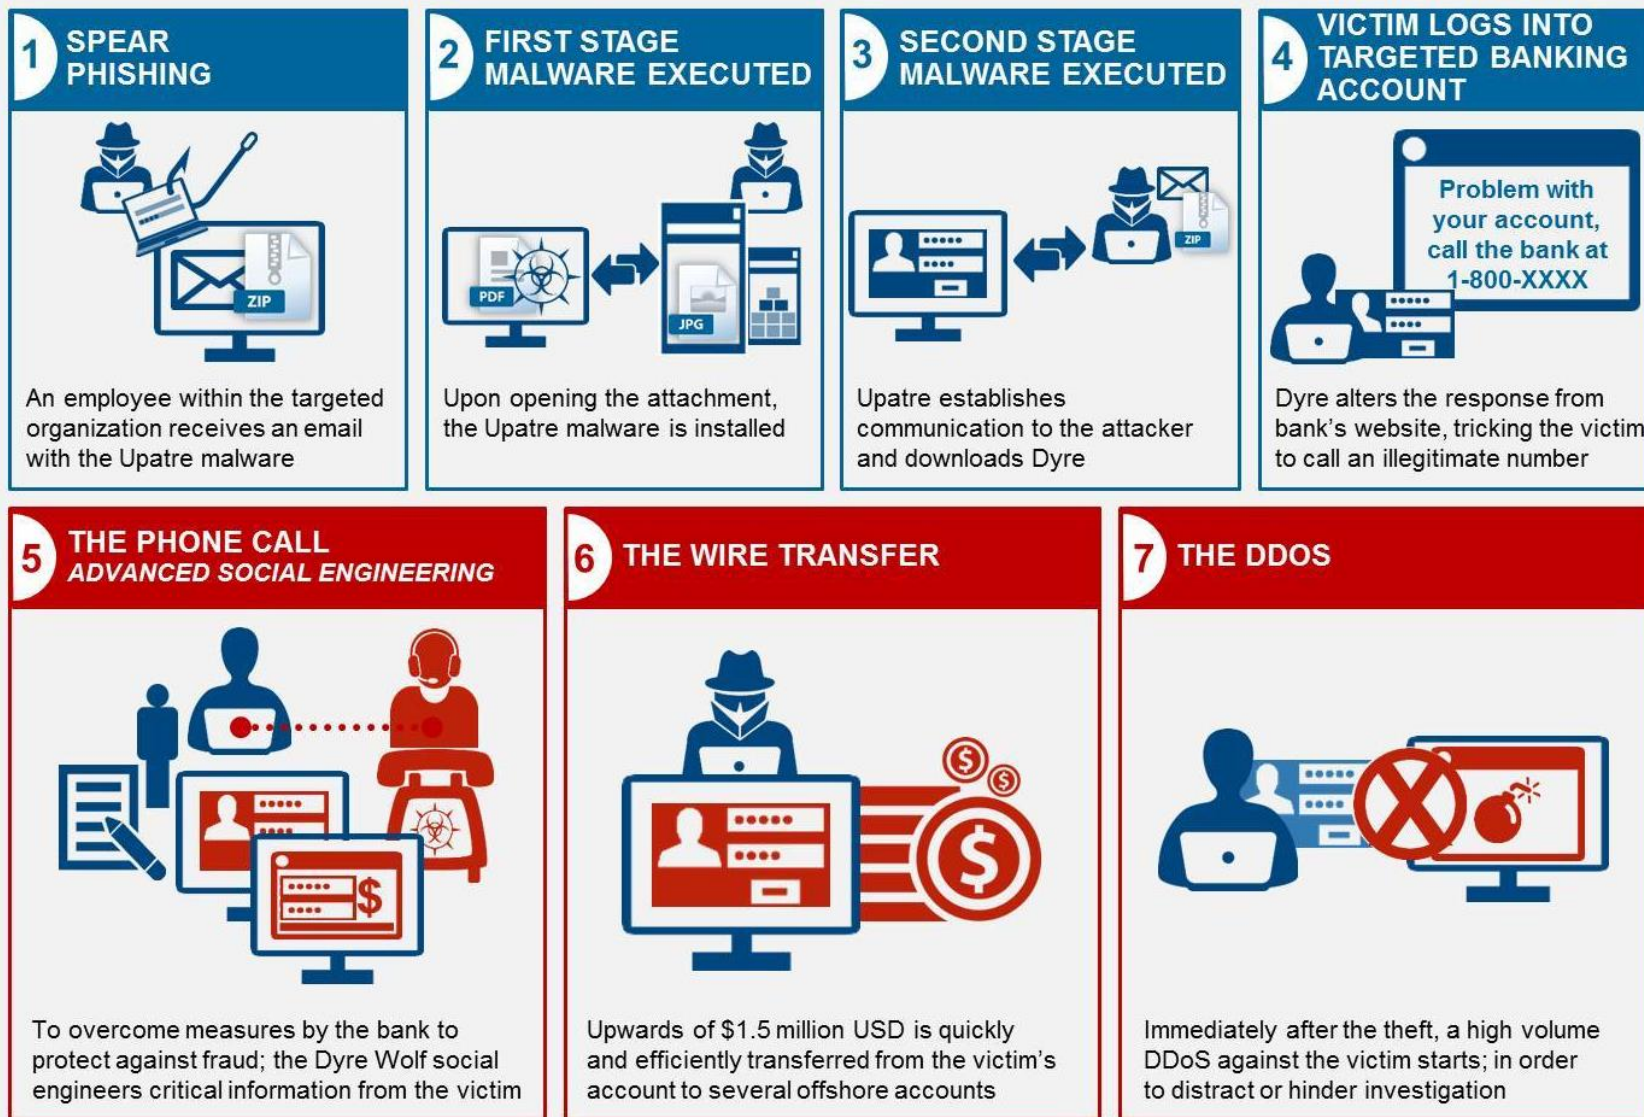 1
SPEAR
PHISHING
ZIP
An employee within the targeted
organization receives an email
with the Upatre malware
2
FIRST STAGE
MALWARE EXECUTED
PDF
JPG
Upon opening the attachment,
the Upatre malware is installed
3
SECOND STAGE
MALWARE EXECUTED
ZIP
Upatre establishes
communication to the attacker
and downloads Dyre
4
VICTIM LOGS INTO
TARGETED BANKING
ACCOUNT
Problem with
your account,
call the bank at
1-800-XXXX
Dyre alters the response from
bank's website, tricking the victim
to call an illegitimate number
5
THE PHONE CALL
ADVANCED SOCIAL ENGINEERING
$
To overcome measures by the bank to
protect against fraud; the Dyre Wolf social
engineers critical information from the victim
6
THE WIRE TRANSFER
$
$
$
Upwards of $1.5 million USD is quickly
and efficiently transferred from the victim's
account to several offshore accounts
7
THE DDOS
X
Immediately after the theft, a high volume
DDoS against the victim starts; in order
to distract or hinder investigation